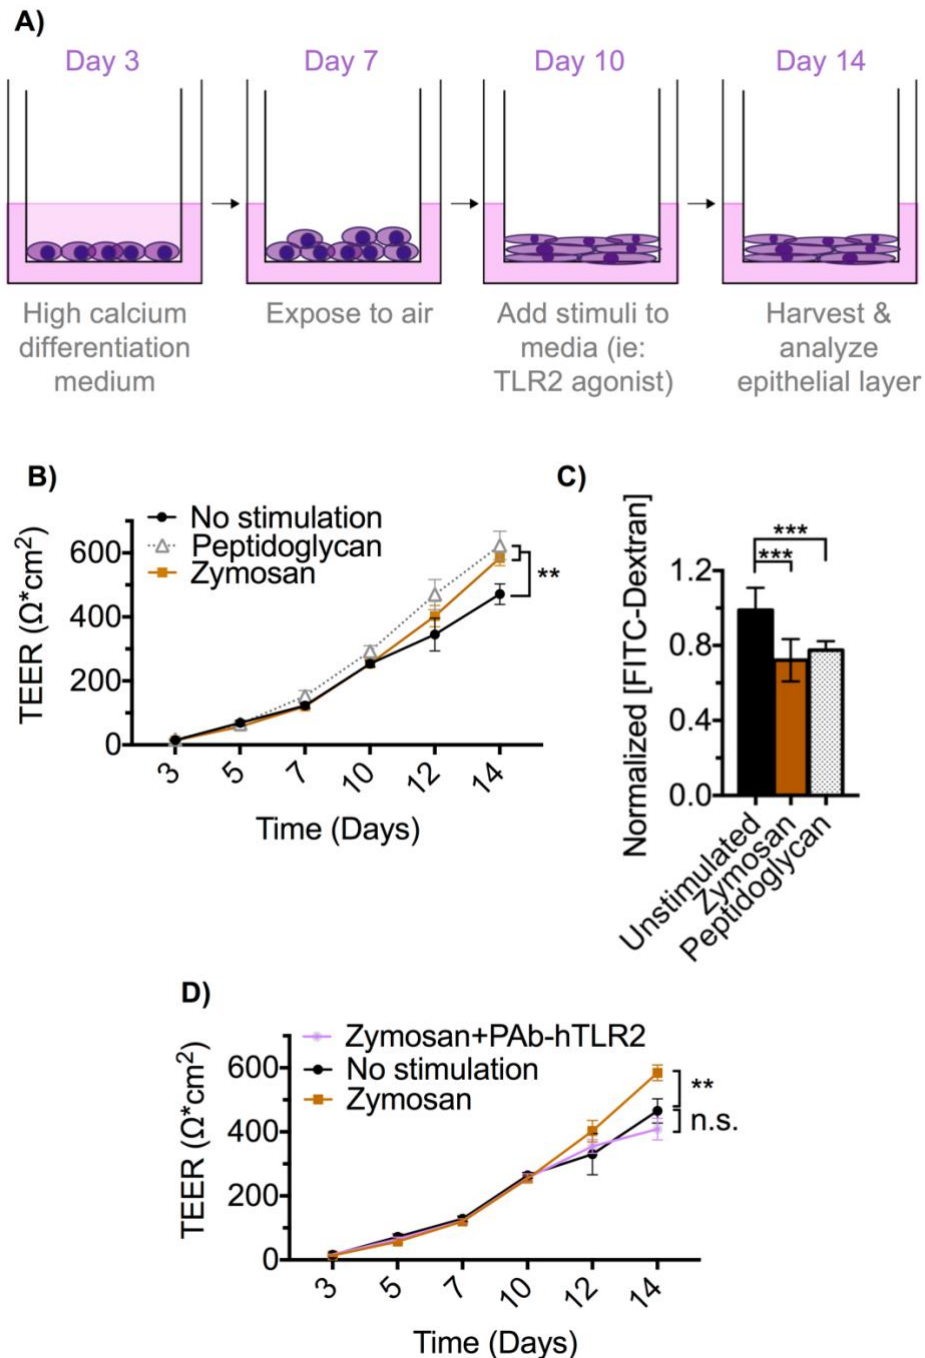 A)
Day 3
Day 7
Day 10
Day 14
High calcium
differentiation
medium
Expose to air
Add stimuli to
media (ie:
TLR2 agonist)
Harvest &
analyze
epithelial layer
B)
No stimulation
Peptidoglycan
Zymosan
TEER (Ω*cm2)
600
400
200
0
**
3
5
7
10
12
14
Time (Days)
C)
Normalized [FITC-Dextran]
1.2
0.8
0.4
0.0
***
***
Unstimulated
Zymosan
Peptidoglycan
D)
Zymosan+PAb-hTLR2
No stimulation
Zymosan
TEER (Ω*cm2)
600
400
200
0
**
n.s.
3
5
7
10
12
14
Time (Days)